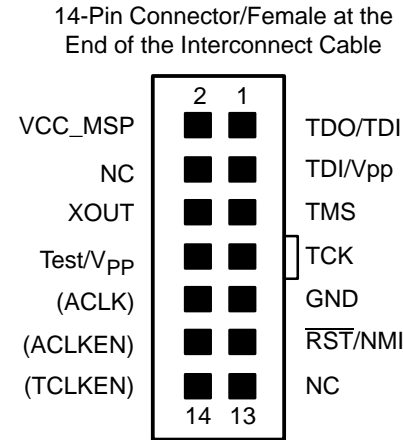 14-Pin Connector/Female at the
End of the Interconnect Cable
2 1
VCC_MSP TDO/TDI
NC TDI/Vpp
XOUT TMS
Test/VPP TCK
(ACLK) GND
(ACLKEN) RST/NMI
(TCLKEN) NC
14 13